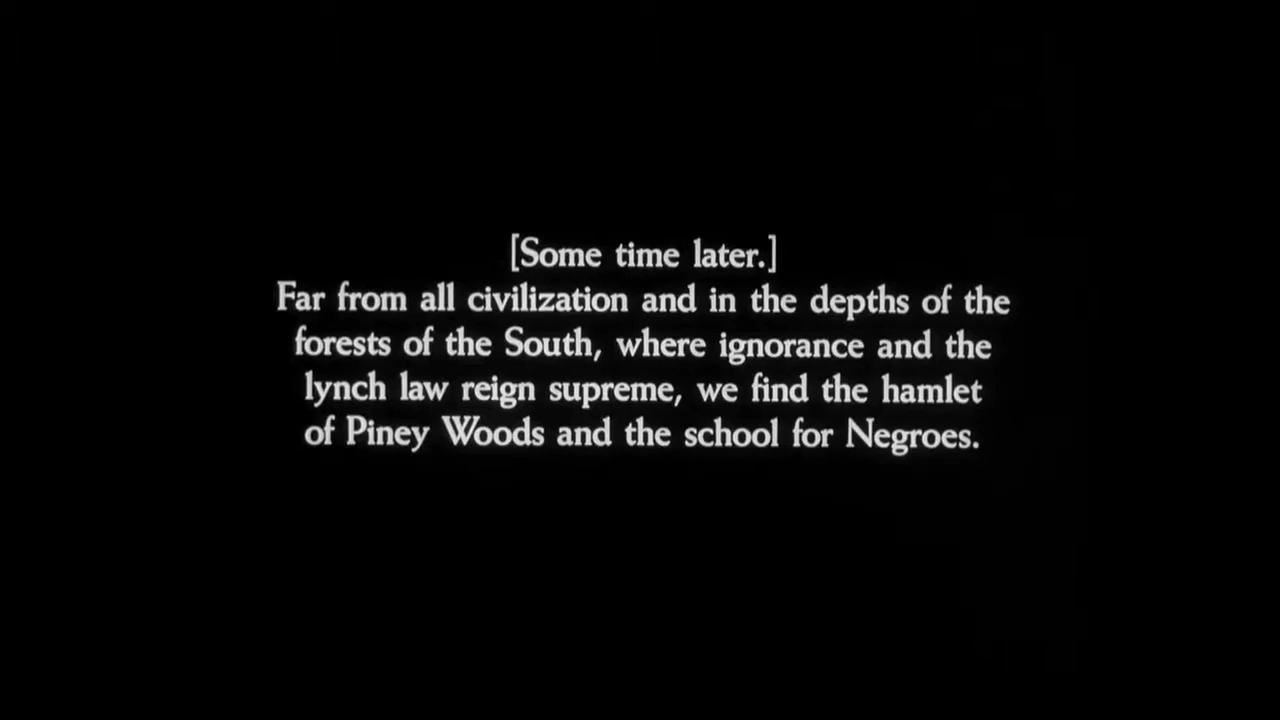 [Some time later.]
Far from all civilization and in the depths of the
forests of the South, where ignorance and the
lynch law reign supreme, we find the hamlet
of Piney Woods and the school for Negroes.